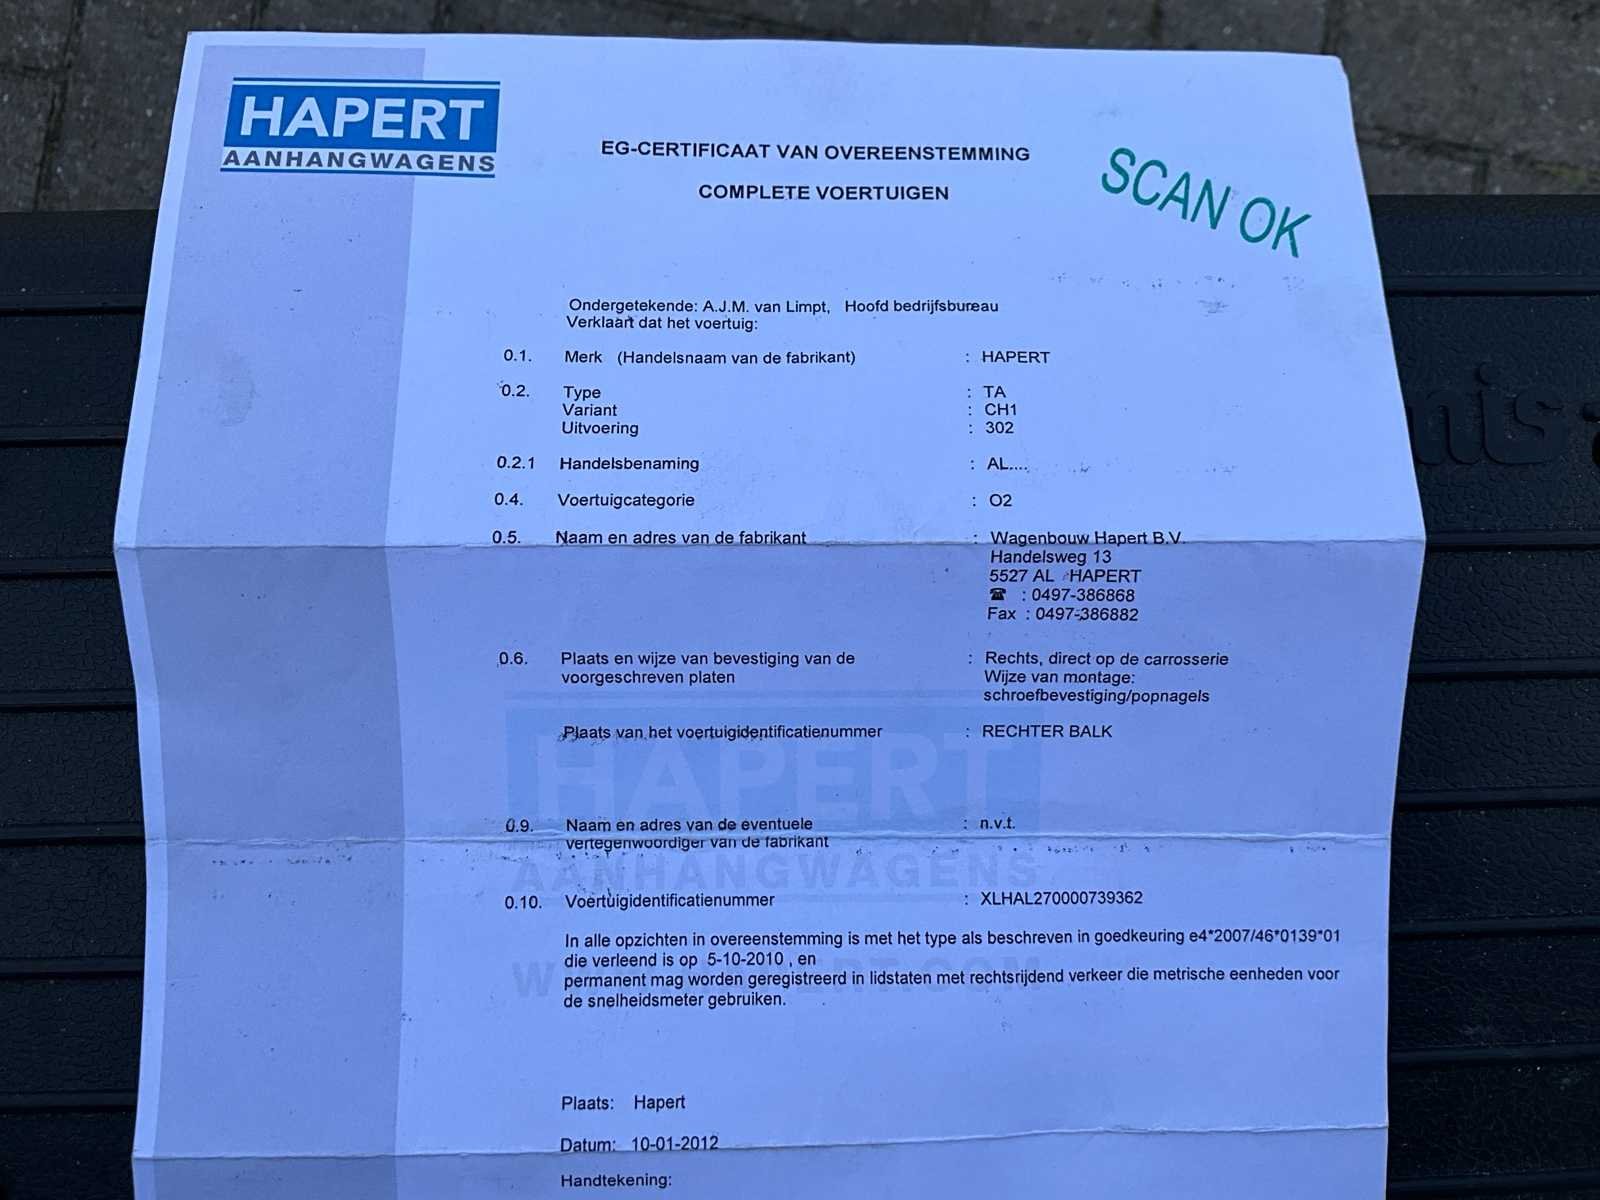 HAPERT
AANHANGWAGENS
EG-CERTIFICAAT VAN OVEREENSTEMMING
COMPLETE VOERTUIGEN
SCAN OK
Ondergetekende: A.J.M. van Limpt, Hoofd bedrijfsbureau
Verklaart dat het voertuig:
0.1. Merk (Handelsnaam van de fabrikant) : HAPERT
0.2. Type : TA
Variant : CH1
Uitvoering : 302
0.2.1 Handelsbenaming : AL....
0.4. Voertuigcategorie : O2
0.5. Naam en adres van de fabrikant : Wagenbouw Hapert B.V.
Handelsweg 13
5527 AL HAPERT
☎ : 0497-386868
Fax : 0497-386882
0.6. Plaats en wijze van bevestiging van de : Rechts, direct op de carrosserie
voorgeschreven platen Wijze van montage:
schroefbevestiging/popnagels
Plaats van het voertuigidentificatienummer : RECHTER BALK
HAPERT
0.9. Naam en adres van de eventuele : n.v.t.
vertegenwoordiger van de fabrikant
AANHANGWAGENS
0.10. Voertuigidentificatienummer : XLHAL270000739362
In alle opzichten in overeenstemming is met het type als beschreven in goedkeuring e4*2007/46*0139*01
die verleend is op 5-10-2010 , en
permanent mag worden geregistreerd in lidstaten met rechtsrijdend verkeer die metrische eenheden voor
de snelheidsmeter gebruiken.
Plaats: Hapert
Datum: 10-01-2012
Handtekening: